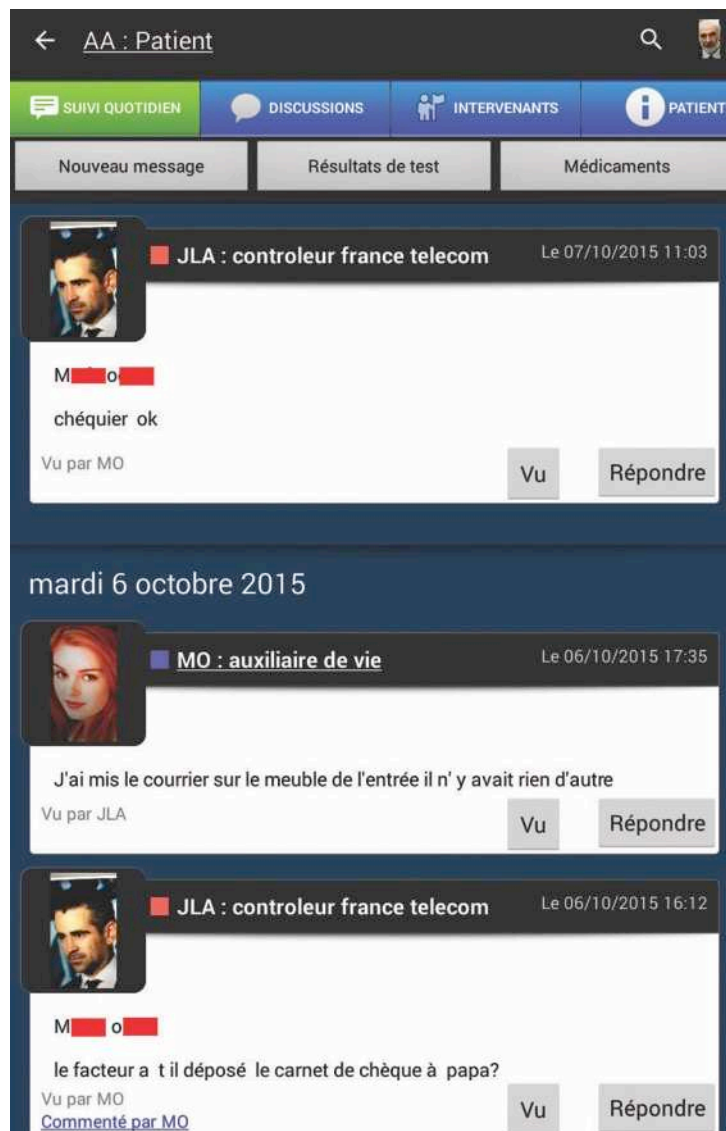 AA : Patient
SUIVI QUOTIDIEN
DISCUSSIONS
INTERVENANTS
PATIENT
Nouveau message
Résultats de test
Médicaments
JLA : controleur france telecom
Le 07/10/2015 11:03
M o
chéquier ok
Vu par MO
Vu
Répondre
mardi 6 octobre 2015
MO : auxiliaire de vie
Le 06/10/2015 17:35
J'ai mis le courrier sur le meuble de l'entrée il n' y avait rien d'autre
Vu par JLA
Vu
Répondre
JLA : controleur france telecom
Le 06/10/2015 16:12
M o
le facteur a t il déposé le carnet de chèque à papa?
Vu par MO
Commenté par MO
Vu
Répondre